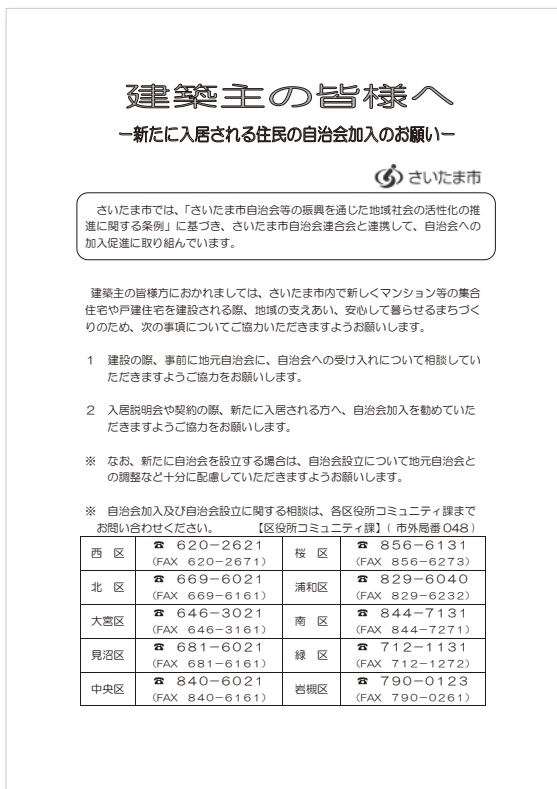 建築主の皆様へ
ー新たに入居される住民の自治会加入のお願いー
さいたま市
さいたま市では、「さいたま市自治会等の振興を通じた地域社会の活性化の推
進に関する条例」に基づき、さいたま市自治会連合会と連携して、自治会への
加入促進に取り組んでいます。
建築主の皆様方におかれましては、さいたま市内で新しくマンション等の集合
住宅や戸建住宅を建設される際、地域の支えあい、安心して暮らせるまちづく
りのため、次の事項についてご協力いただきますようお願いします。
１　建設の際、事前に地元自治会に、自治会への受け入れについて相談してい
ただきますようご協力をお願いします。
２　入居説明会や契約の際、新たに入居される方へ、自治会加入を勧めていた
だきますようご協力をお願いします。
※　なお、新たに自治会を設立する場合は、自治会設立について地元自治会と
の調整など十分に配慮していただきますようお願いします。
※　自治会加入及び自治会設立に関する相談は、各区役所コミュニティ課まで
お問い合わせください。　【区役所コミュニティ課】（市外局番048）
西　区　☎ 620−2621　桜　区　☎ 856−6131
（FAX 620−2671）　（FAX 856−6273）
北　区　☎ 669−6021　浦和区　☎ 829−6040
（FAX 669−6161）　（FAX 829−6232）
大宮区　☎ 646−3021　南　区　☎ 844−7131
（FAX 646−3161）　（FAX 844−7271）
見沼区　☎ 681−6021　緑　区　☎ 712−1131
（FAX 681−6161）　（FAX 712−1272）
中央区　☎ 840−6021　岩槻区　☎ 790−0123
（FAX 840−6161）　（FAX 790−0261）